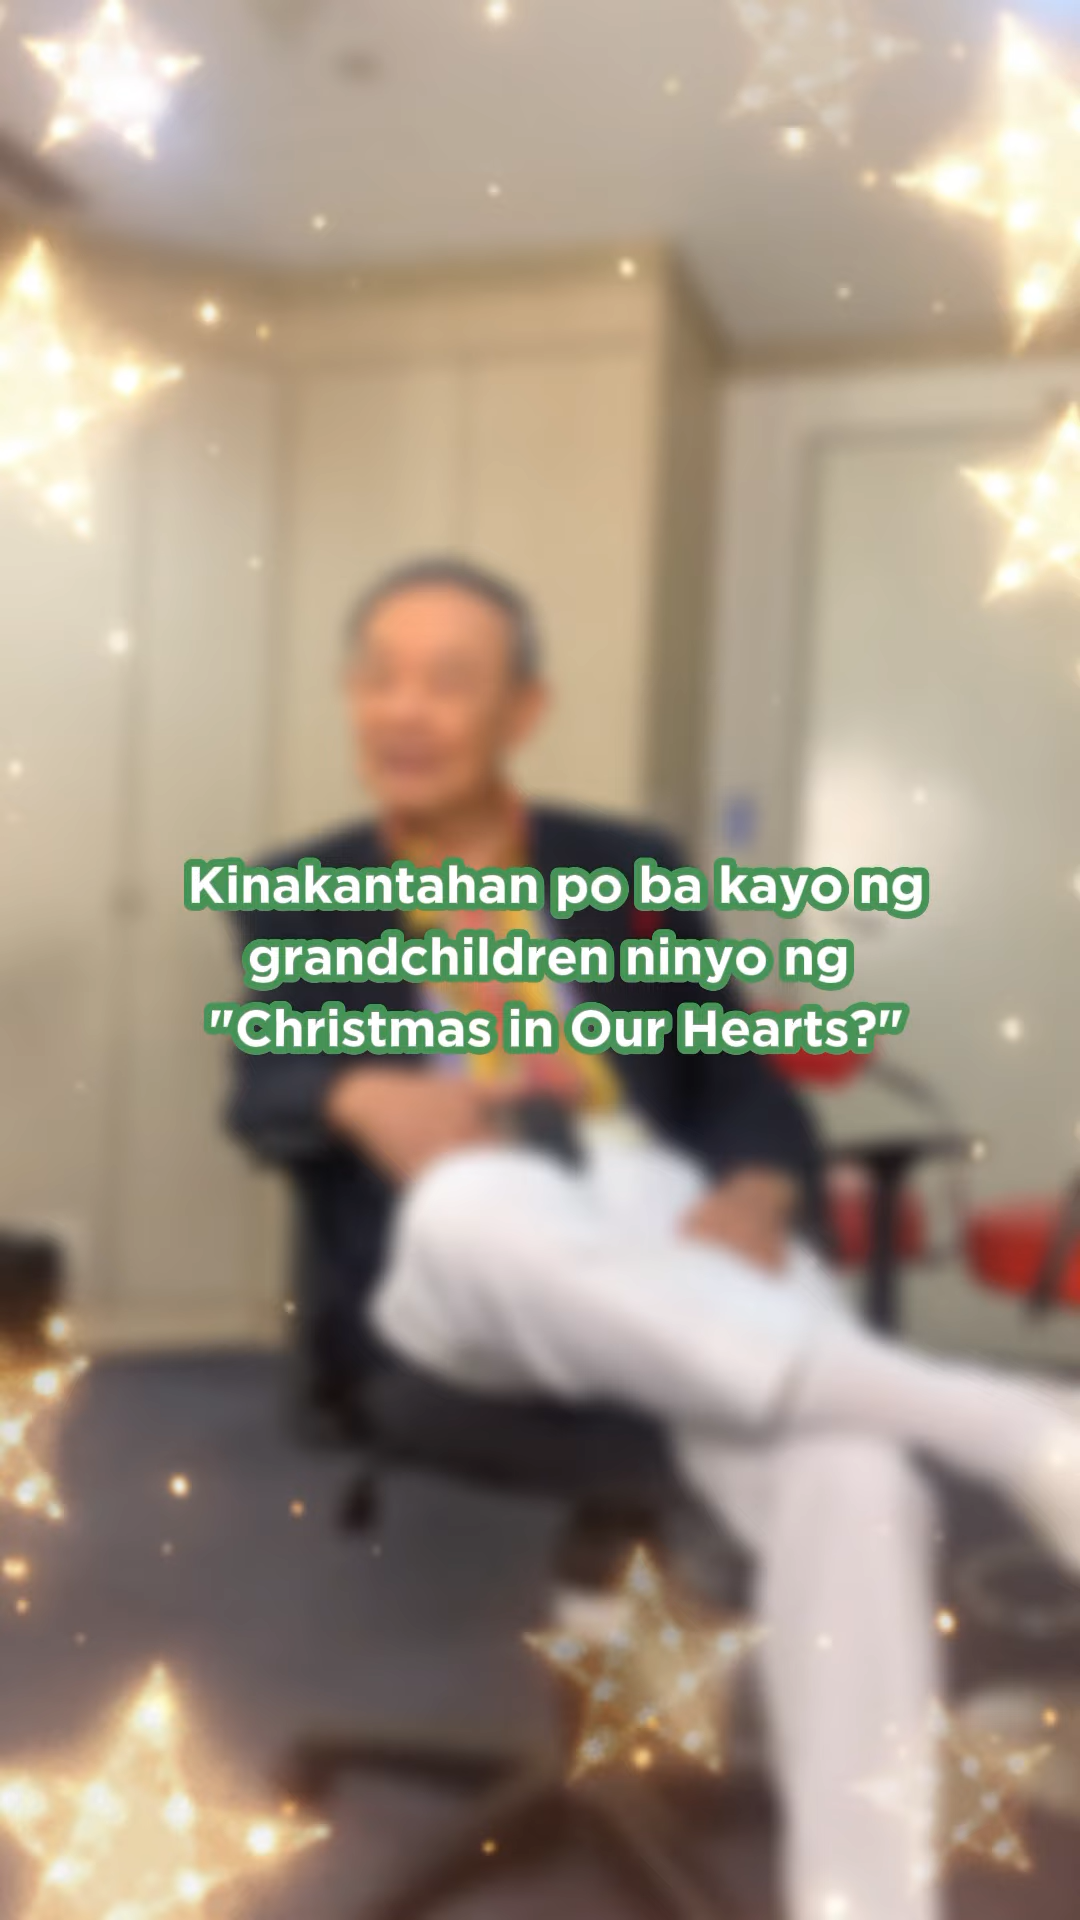 Kinakantahan po ba kayo ng
grandchildren ninyo ng
"Christmas in Our Hearts?"